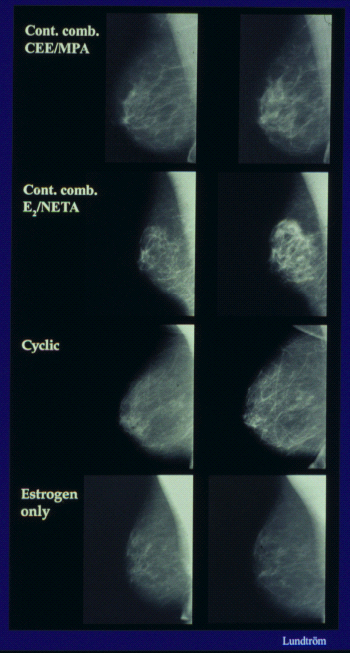 Cont. comb.
CEE/MPA
Cont. comb.
E₂/NETA
Cyclic
Estrogen
only
Lundtröm